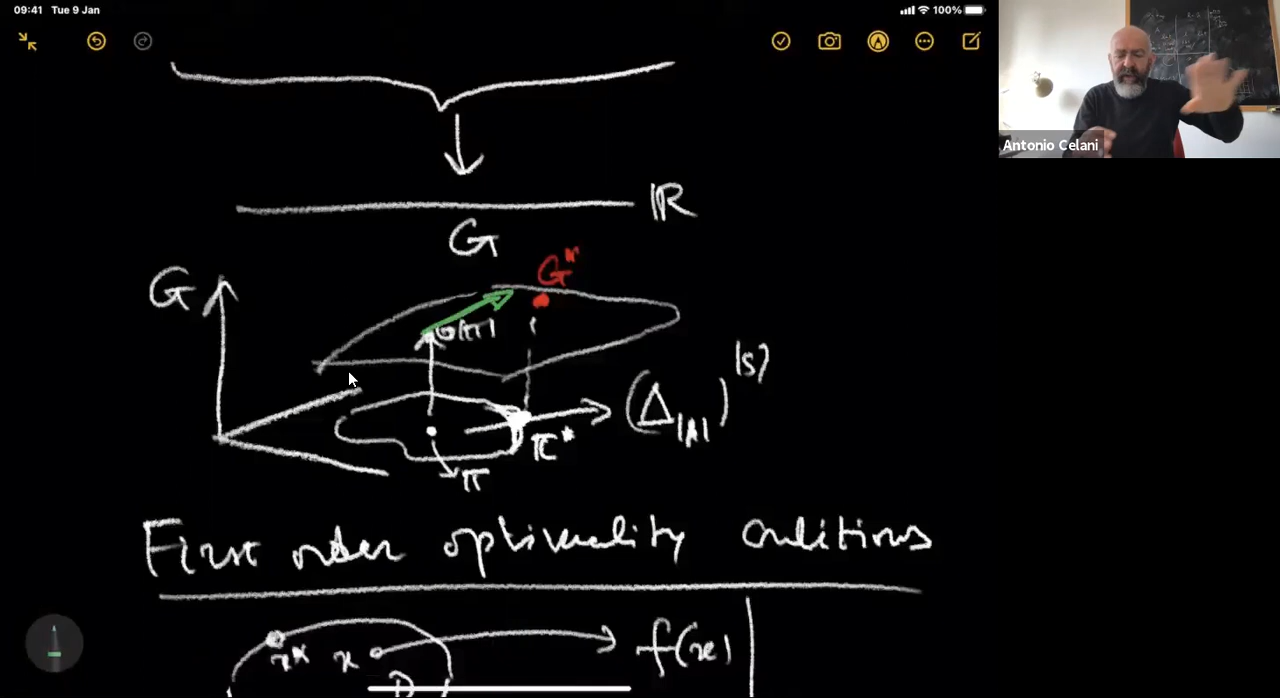 09:41 Tue 9 Jan
100%
Antonio Celani
ℝ
G
G*
G
G(π)
(Δ|A|)|S|
π*
π
First order optimality conditions
x* x f(x)
D